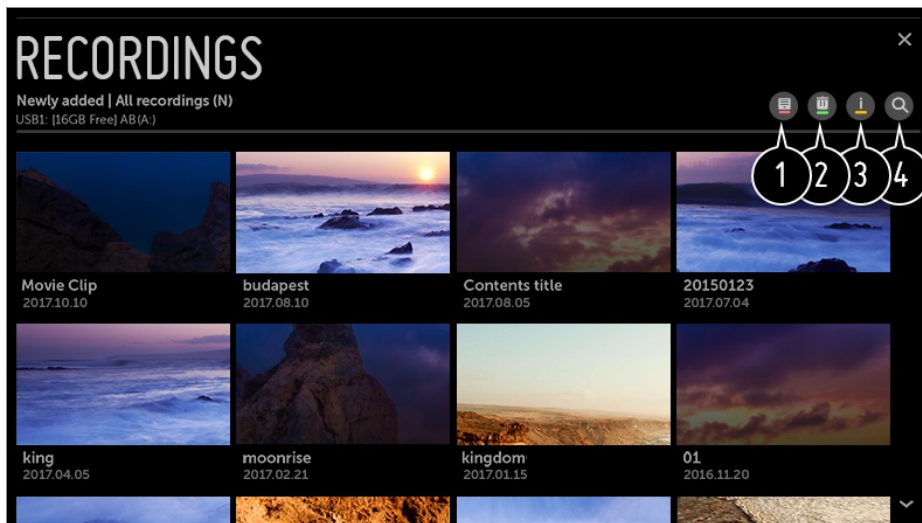 RECORDINGS
Newly added | All recordings (N)
USB1: [16GB Free] AB(A:)
1 2 3 4
Movie Clip
2017.10.10
budapest
2017.08.10
Contents title
2017.08.05
20150123
2017.07.04
king
2017.04.05
moonrise
2017.02.21
kingdom
2017.01.15
01
2016.11.20